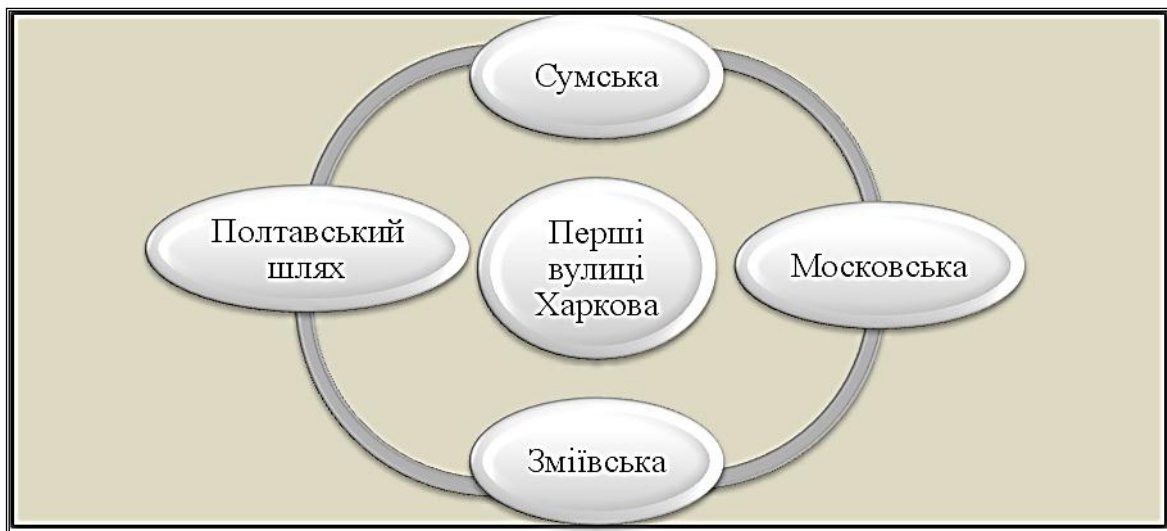 Сумська
Полтавський
шлях
Перші
вулиці
Харкова
Московська
Зміївська